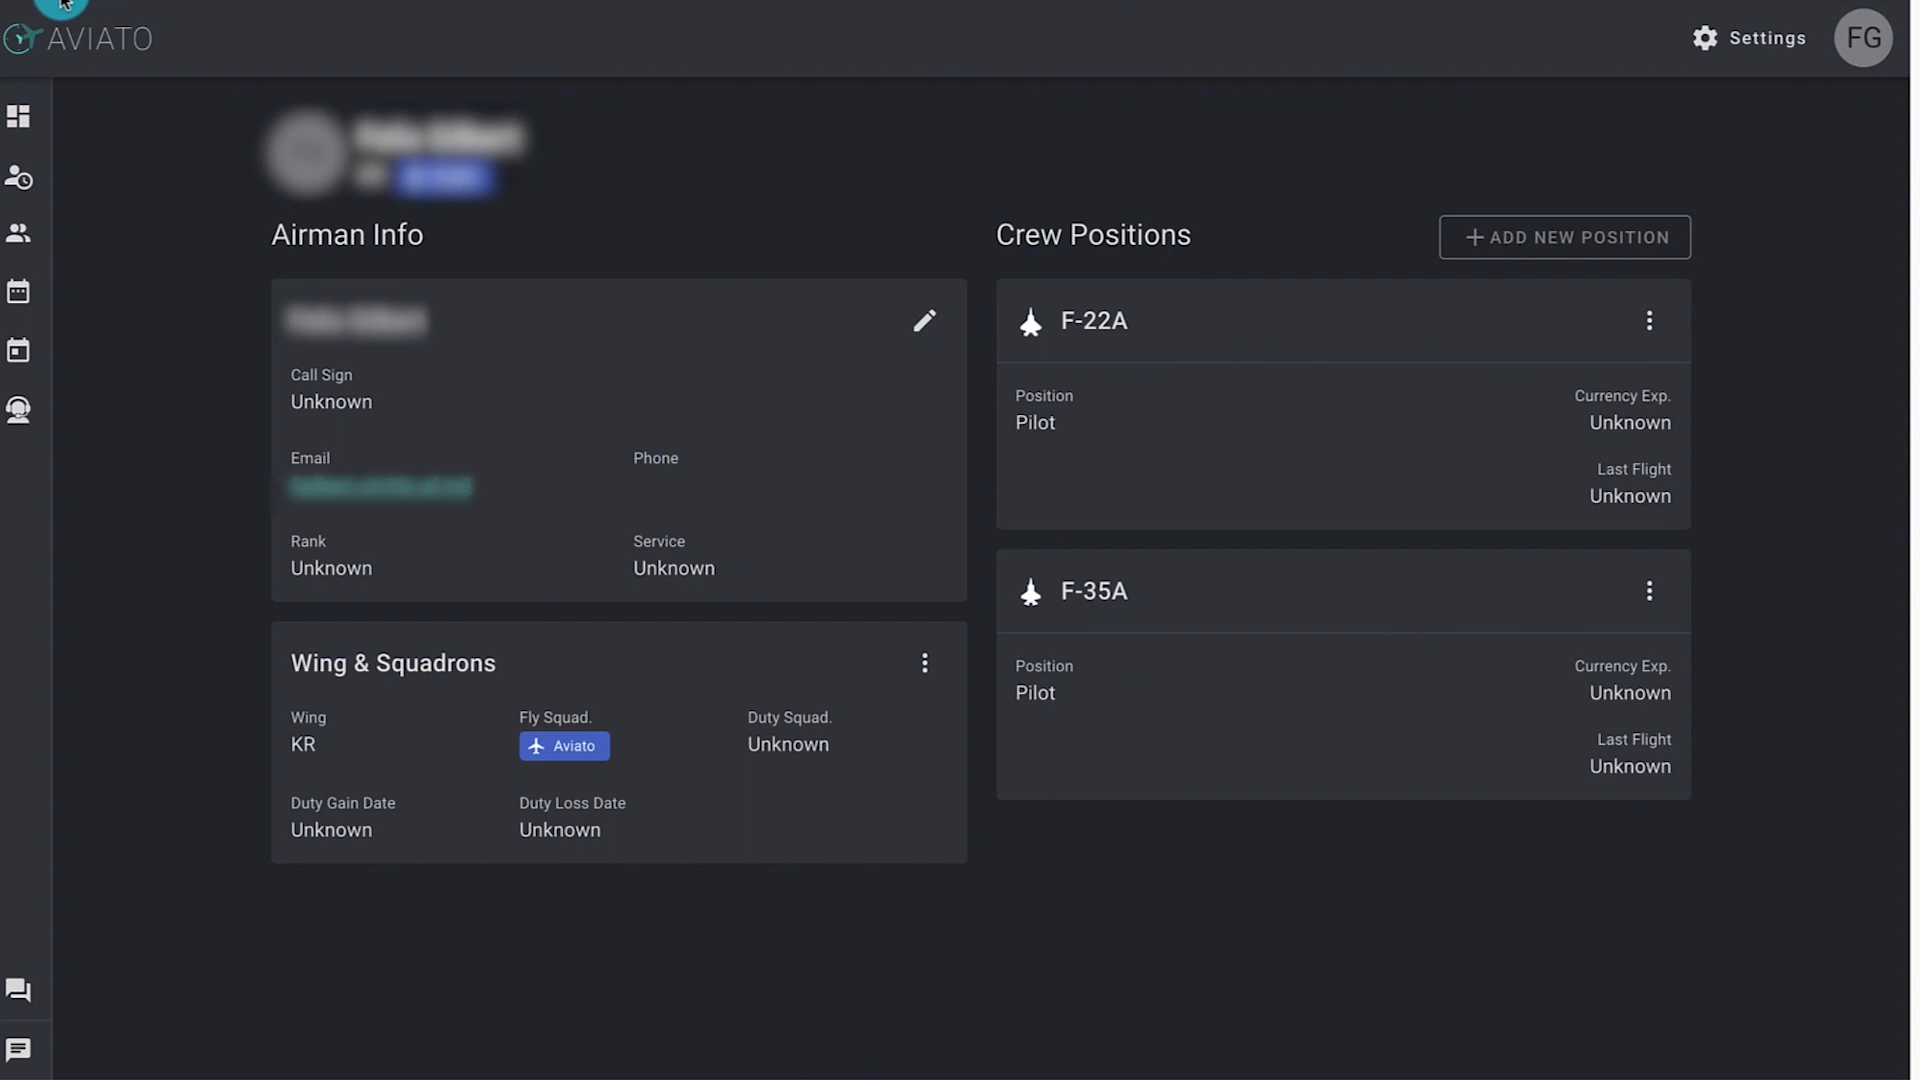 AVIATO
Settings
FG
Airman Info
Crew Positions
ADD NEW POSITION
Call Sign
Unknown
Email
Phone
Rank
Unknown
Service
Unknown
Wing & Squadrons
Wing
KR
Fly Squad.
Aviato
Duty Squad.
Unknown
Duty Gain Date
Unknown
Duty Loss Date
Unknown
F-22A
Position
Pilot
Currency Exp.
Unknown
Last Flight
Unknown
F-35A
Position
Pilot
Currency Exp.
Unknown
Last Flight
Unknown